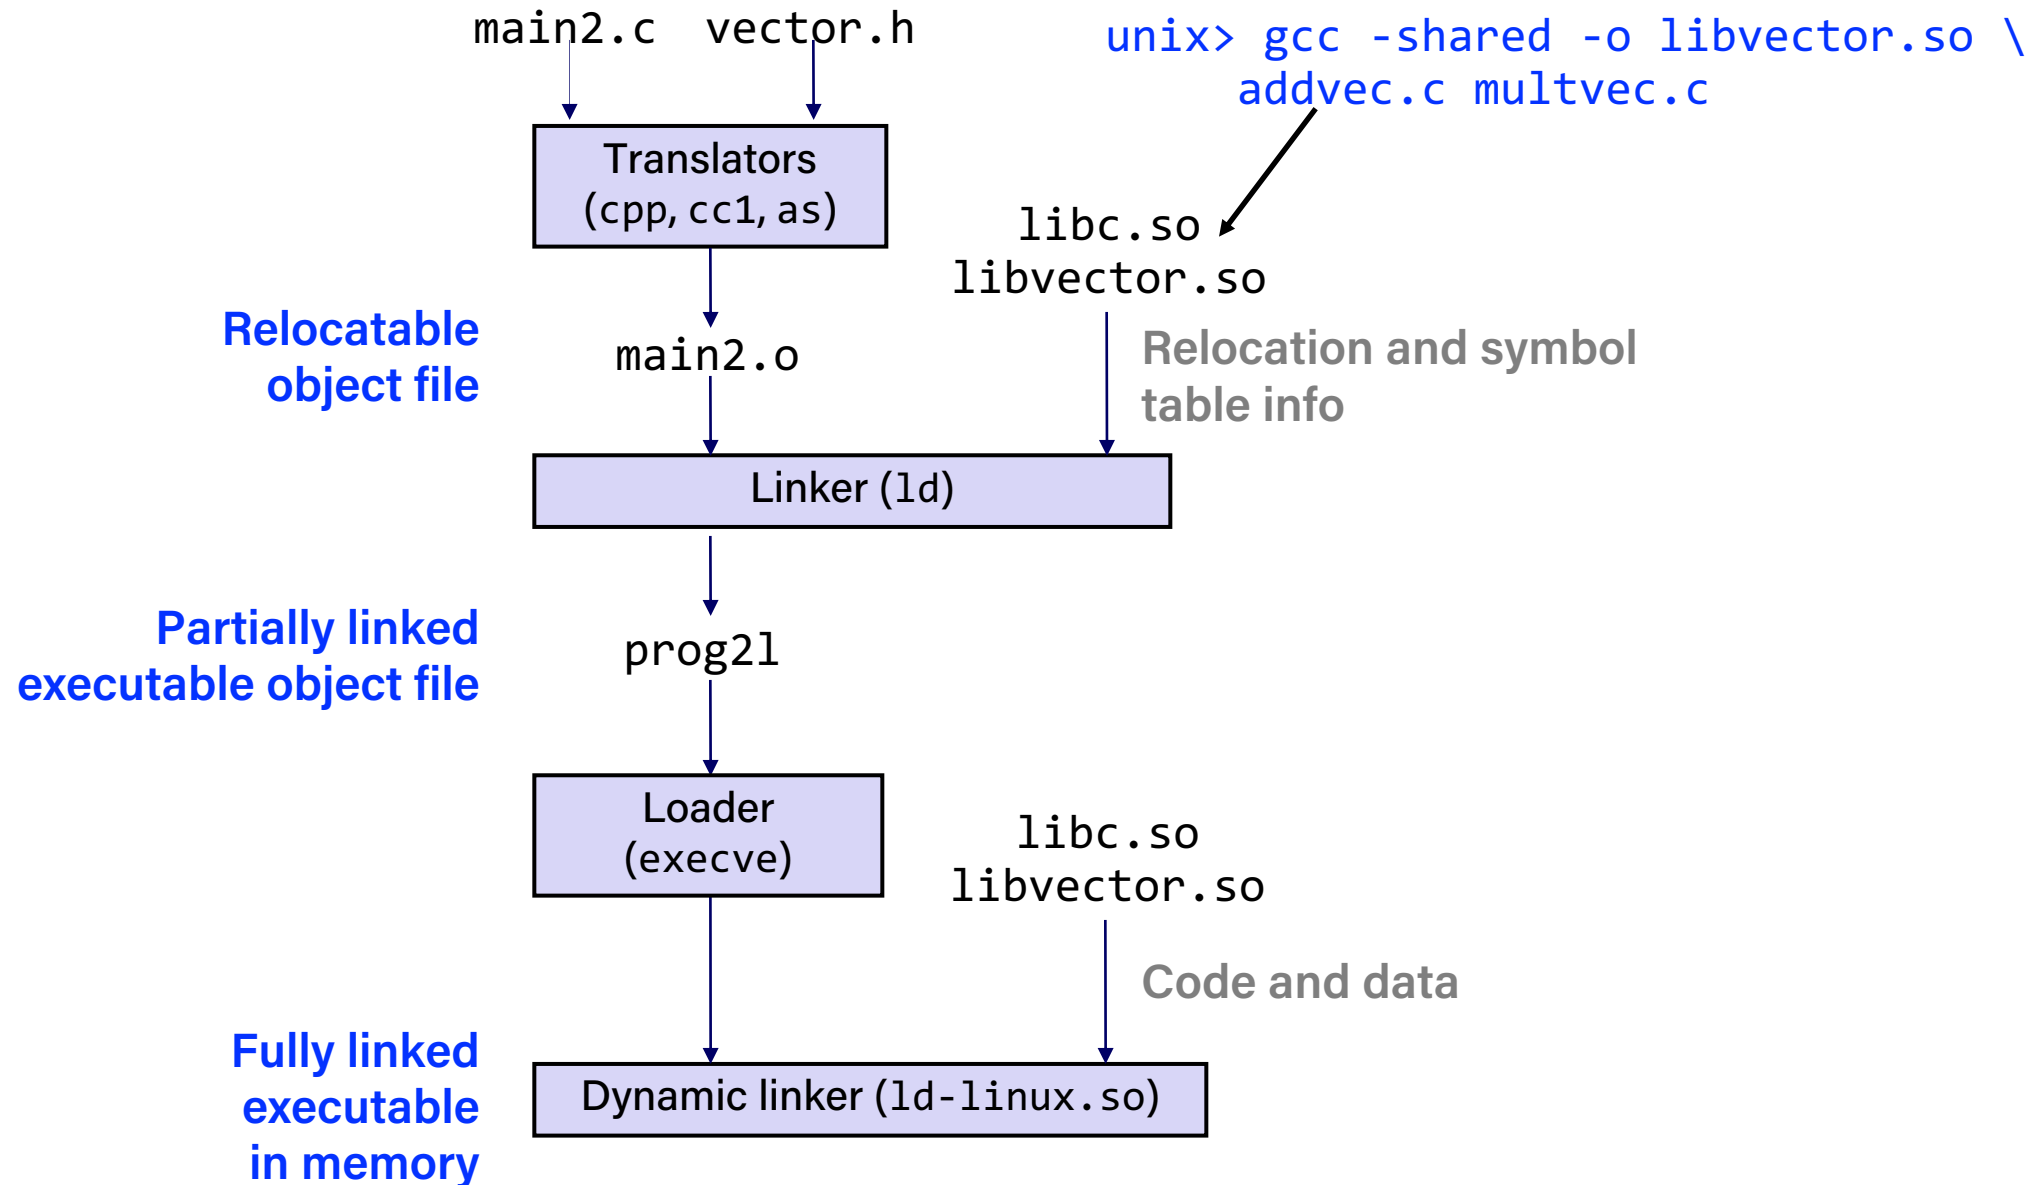 main2.c vector.h
unix> gcc -shared -o libvector.so \
addvec.c multvec.c
Translators
(cpp, cc1, as)
libc.so
libvector.so
Relocatable
object file
main2.o
Relocation and symbol
table info
Linker (ld)
Partially linked
executable object file
prog2l
Loader
(execve)
libc.so
libvector.so
Code and data
Fully linked
executable
in memory
Dynamic linker (ld-linux.so)